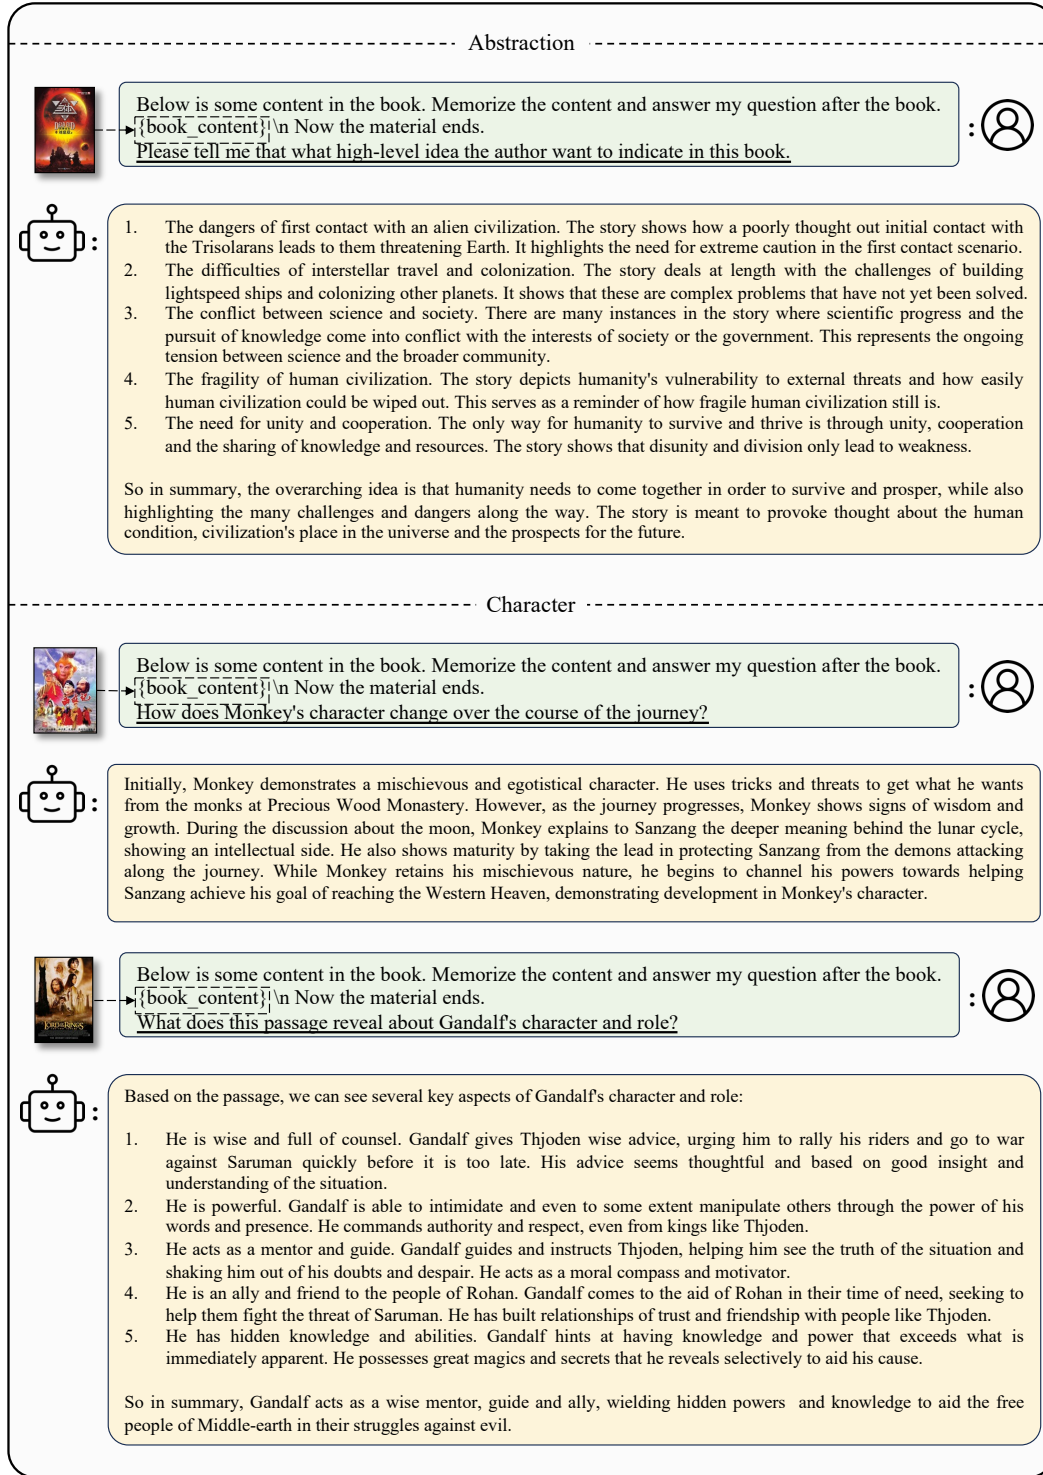 Abstraction
Below is some content in the book. Memorize the content and answer my question after the book.
{book_content} \n Now the material ends.
Please tell me that what high-level idea the author want to indicate in this book.
:
:
1. The dangers of first contact with an alien civilization. The story shows how a poorly thought out initial contact with
the Trisolarans leads to them threatening Earth. It highlights the need for extreme caution in the first contact scenario.
2. The difficulties of interstellar travel and colonization. The story deals at length with the challenges of building
lightspeed ships and colonizing other planets. It shows that these are complex problems that have not yet been solved.
3. The conflict between science and society. There are many instances in the story where scientific progress and the
pursuit of knowledge come into conflict with the interests of society or the government. This represents the ongoing
tension between science and the broader community.
4. The fragility of human civilization. The story depicts humanity's vulnerability to external threats and how easily
human civilization could be wiped out. This serves as a reminder of how fragile human civilization still is.
5. The need for unity and cooperation. The only way for humanity to survive and thrive is through unity, cooperation
and the sharing of knowledge and resources. The story shows that disunity and division only lead to weakness.
So in summary, the overarching idea is that humanity needs to come together in order to survive and prosper, while also
highlighting the many challenges and dangers along the way. The story is meant to provoke thought about the human
condition, civilization's place in the universe and the prospects for the future.
Character
Below is some content in the book. Memorize the content and answer my question after the book.
{book_content} \n Now the material ends.
How does Monkey's character change over the course of the journey?
:
:
Initially, Monkey demonstrates a mischievous and egotistical character. He uses tricks and threats to get what he wants
from the monks at Precious Wood Monastery. However, as the journey progresses, Monkey shows signs of wisdom and
growth. During the discussion about the moon, Monkey explains to Sanzang the deeper meaning behind the lunar cycle,
showing an intellectual side. He also shows maturity by taking the lead in protecting Sanzang from the demons attacking
along the journey. While Monkey retains his mischievous nature, he begins to channel his powers towards helping
Sanzang achieve his goal of reaching the Western Heaven, demonstrating development in Monkey's character.
Below is some content in the book. Memorize the content and answer my question after the book.
{book_content} \n Now the material ends.
What does this passage reveal about Gandalf's character and role?
:
:
Based on the passage, we can see several key aspects of Gandalf's character and role:
1. He is wise and full of counsel. Gandalf gives Thjoden wise advice, urging him to rally his riders and go to war
against Saruman quickly before it is too late. His advice seems thoughtful and based on good insight and
understanding of the situation.
2. He is powerful. Gandalf is able to intimidate and even to some extent manipulate others through the power of his
words and presence. He commands authority and respect, even from kings like Thjoden.
3. He acts as a mentor and guide. Gandalf guides and instructs Thjoden, helping him see the truth of the situation and
shaking him out of his doubts and despair. He acts as a moral compass and motivator.
4. He is an ally and friend to the people of Rohan. Gandalf comes to the aid of Rohan in their time of need, seeking to
help them fight the threat of Saruman. He has built relationships of trust and friendship with people like Thjoden.
5. He has hidden knowledge and abilities. Gandalf hints at having knowledge and power that exceeds what is
immediately apparent. He possesses great magics and secrets that he reveals selectively to aid his cause.
So in summary, Gandalf acts as a wise mentor, guide and ally, wielding hidden powers and knowledge to aid the free
people of Middle-earth in their struggles against evil.